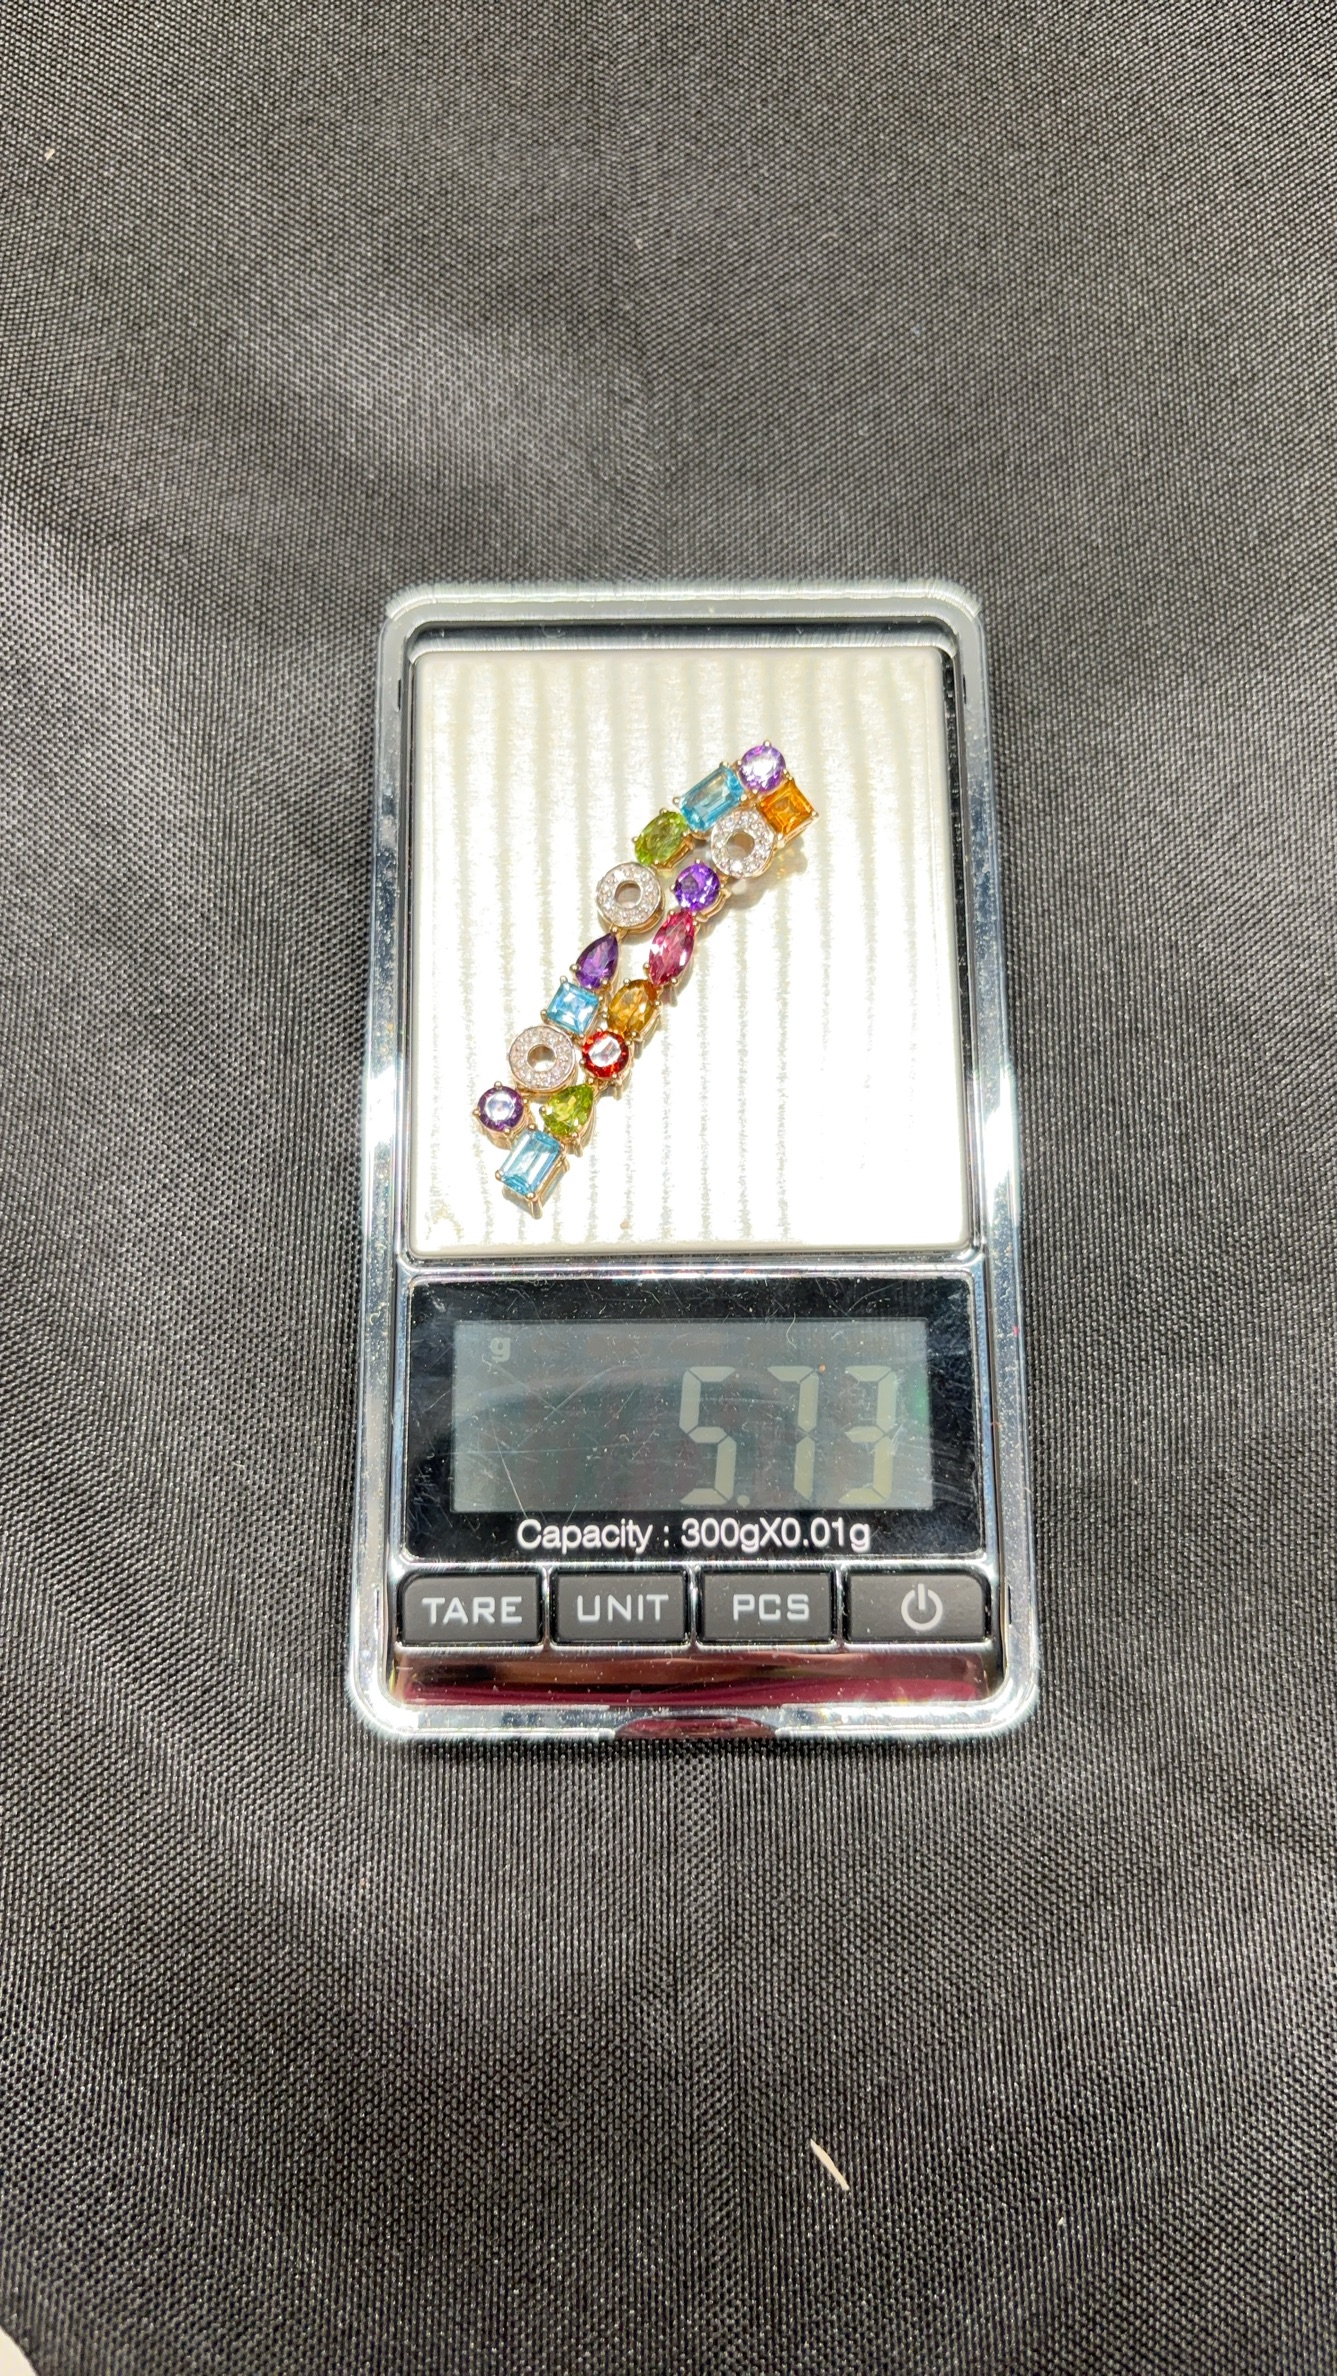 g
5.73
Capacity : 300gX0.01g
TARE UNIT PCS